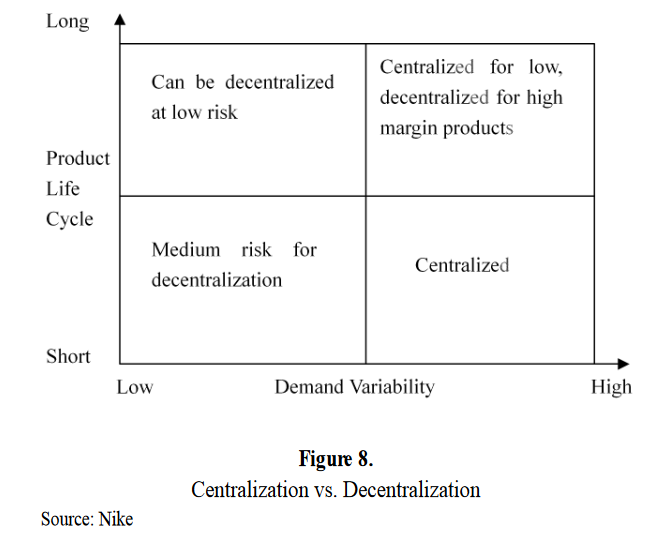 Long
Can be decentralized
at low risk
Centralized for low,
decentralized for high
margin products
Product
Life
Cycle
Medium risk for
decentralization
Centralized
Short
Low
Demand Variability
High
Figure 8.
Centralization vs. Decentralization
Source: Nike